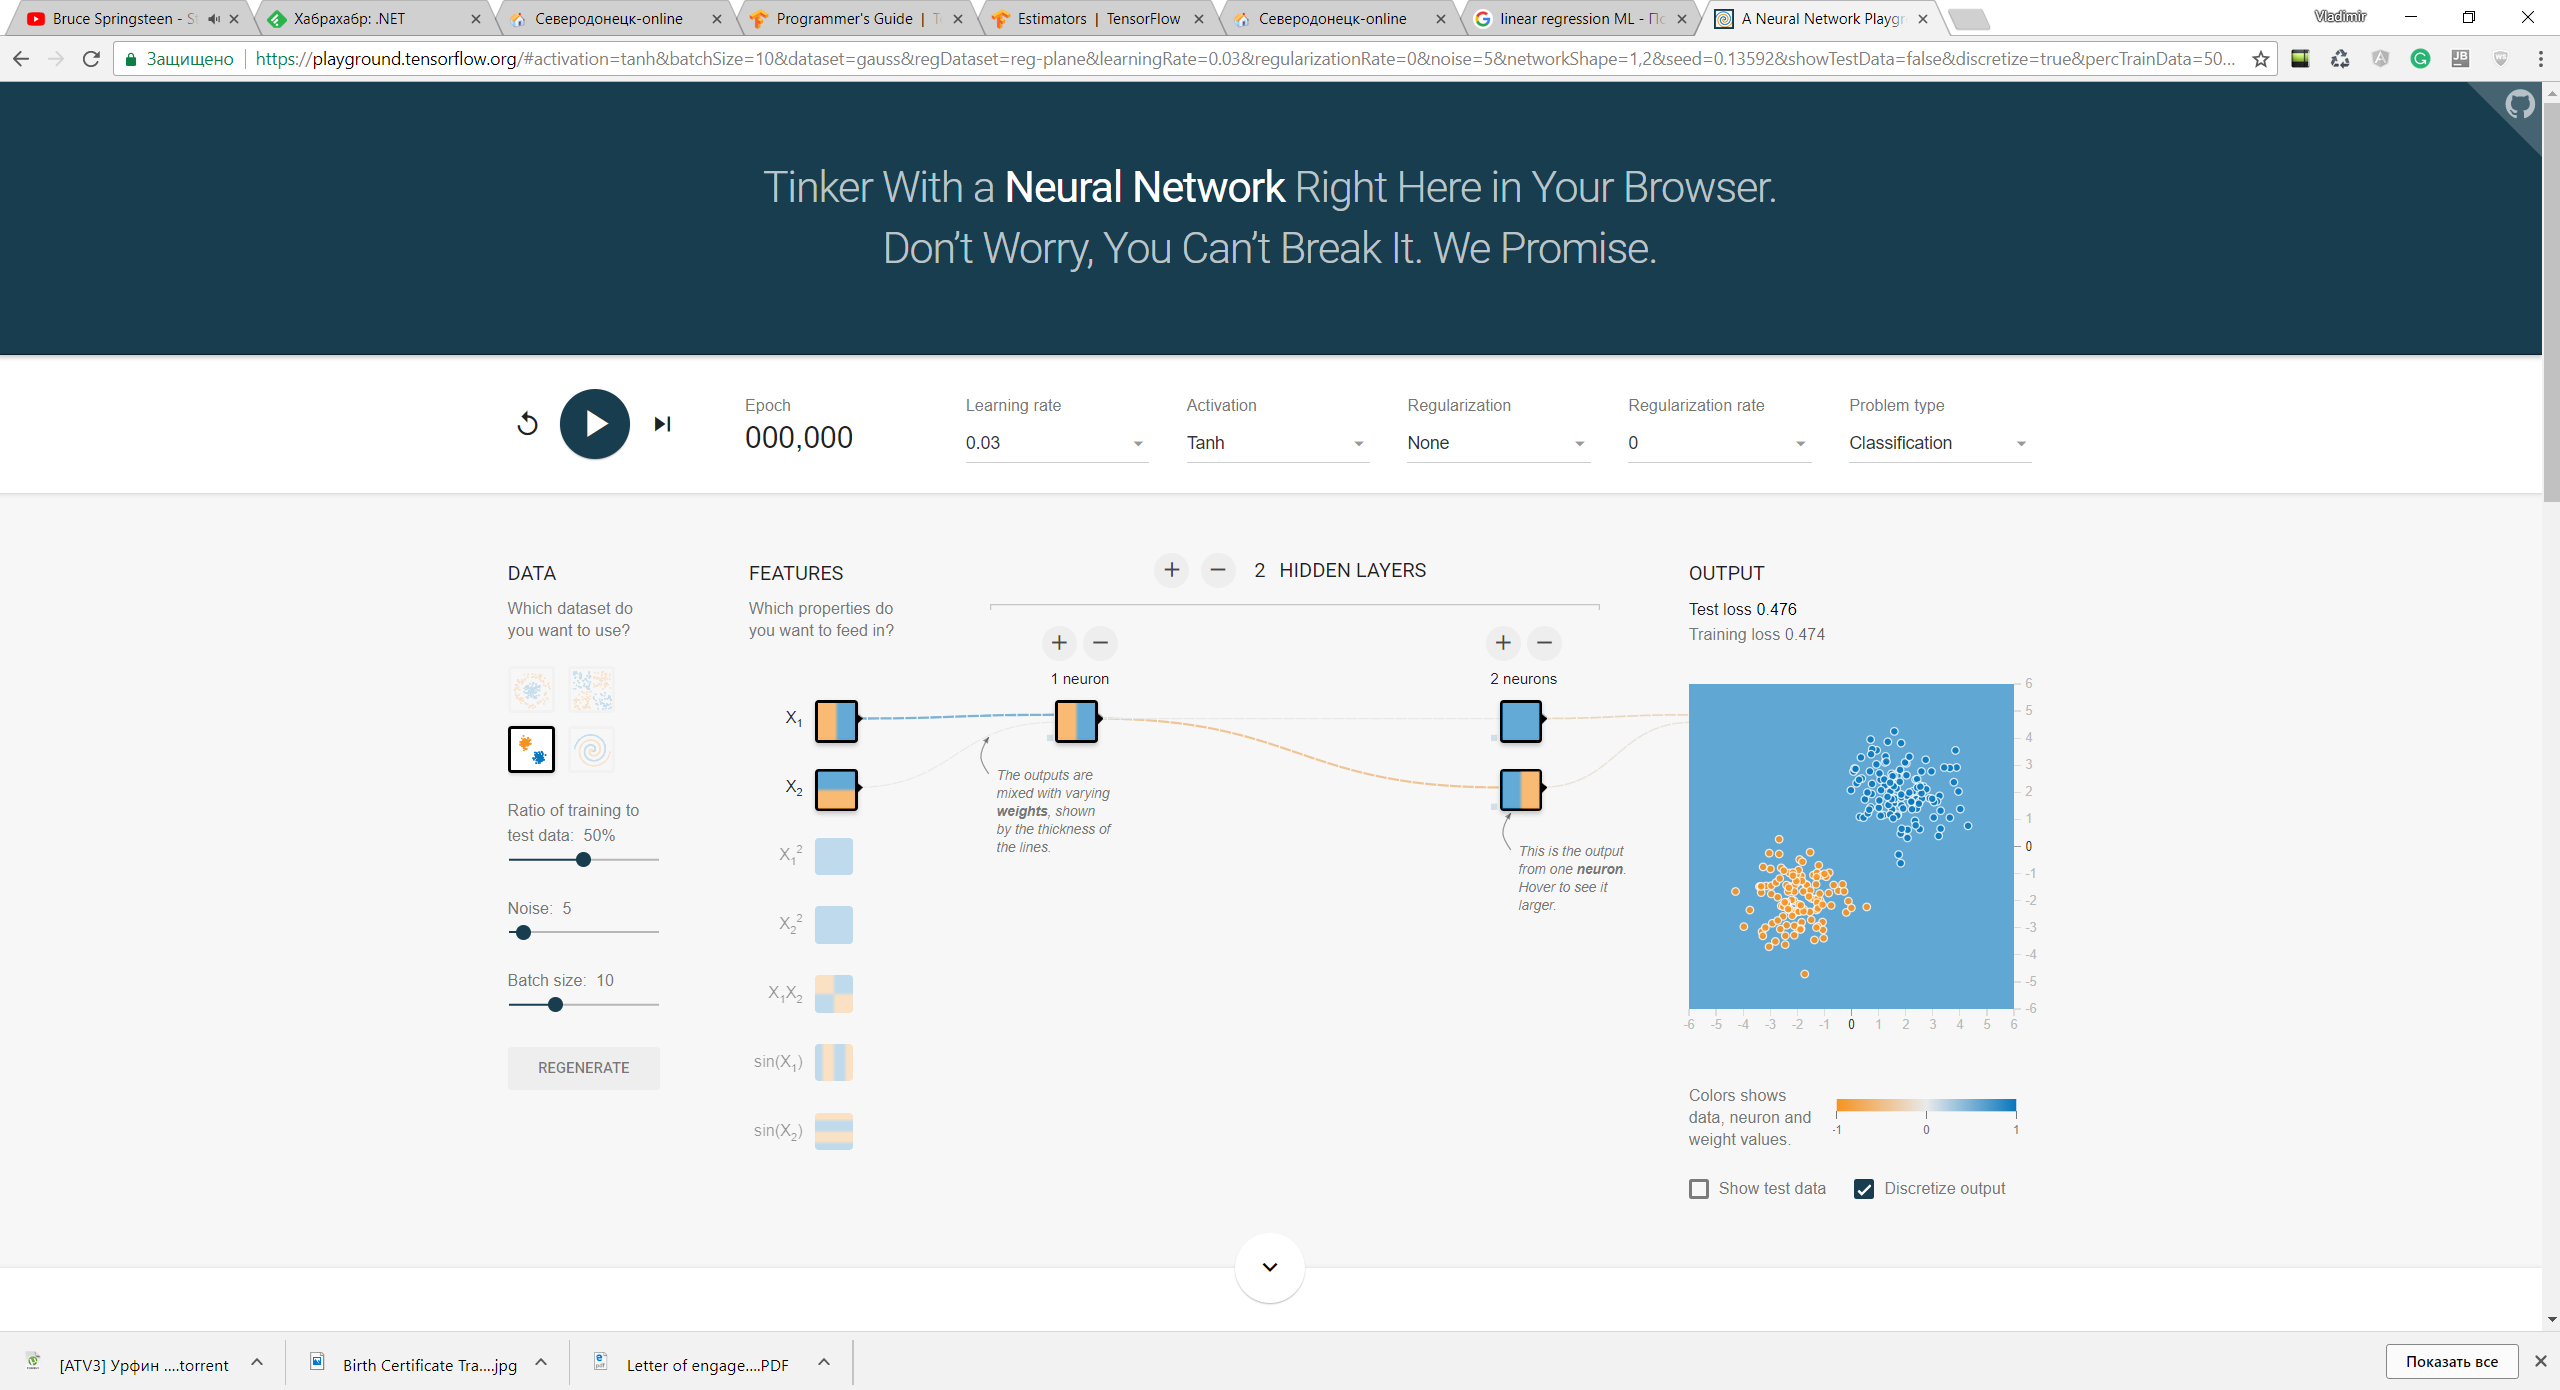 Bruce Springsteen - St
Хабрахабр: .NET
Северодонецк-online
Programmer's Guide | T
Estimators | TensorFlow
Северодонецк-online
linear regression ML - По
A Neural Network Playgr
Vladimir
Защищено
https://playground.tensorflow.org/#activation=tanh&batchSize=10&dataset=gauss&regDataset=reg-plane&learningRate=0.03&regularizationRate=0&noise=5&networkShape=1,2&seed=0.13592&showTestData=false&discretize=true&percTrainData=50...
Tinker With a Neural Network Right Here in Your Browser.
Don't Worry, You Can't Break It. We Promise.
Epoch
000,000
Learning rate
0.03
Activation
Tanh
Regularization
None
Regularization rate
0
Problem type
Classification
DATA
Which dataset do
you want to use?
Ratio of training to
test data: 50%
Noise: 5
Batch size: 10
REGENERATE
FEATURES
Which properties do
you want to feed in?
X1
X2
X1²
X2²
X1X2
sin(X1)
sin(X2)
+ − 2 HIDDEN LAYERS
+ −
1 neuron
The outputs are
mixed with varying
weights, shown
by the thickness of
the lines.
+ −
2 neurons
This is the output
from one neuron.
Hover to see it
larger.
OUTPUT
Test loss 0.476
Training loss 0.474
6
5
4
3
2
1
0
-1
-2
-3
-4
-5
-6
-6 -5 -4 -3 -2 -1 0 1 2 3 4 5 6
Colors shows
data, neuron and
weight values.
-1 0 1
Show test data
Discretize output
[ATV3] Урфин ....torrent
Birth Certificate Tra....jpg
Letter of engage....PDF
Показать все